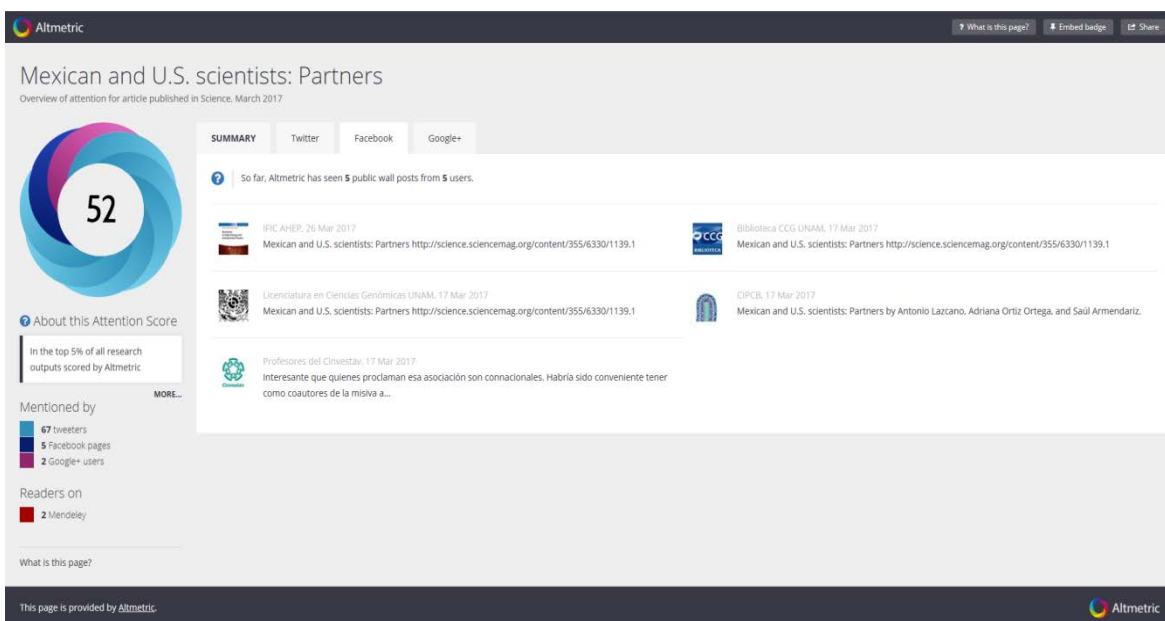 Altmetric
? What is this page?
Embed badge
Share
Mexican and U.S. scientists: Partners
Overview of attention for article published in Science, March 2017
52
About this Attention Score
In the top 5% of all research
outputs scored by Altmetric
MORE...
Mentioned by
67 tweeters
5 Facebook pages
2 Google+ users
Readers on
2 Mendeley
What is this page?
SUMMARY
Twitter
Facebook
Google+
? So far, Altmetric has seen 5 public wall posts from 5 users.
IFIC AHEP, 26 Mar 2017
Mexican and U.S. scientists: Partners http://science.sciencemag.org/content/355/6330/1139.1
CCG
BIBLIOTECA
Biblioteca CCG UNAM, 17 Mar 2017
Mexican and U.S. scientists: Partners http://science.sciencemag.org/content/355/6330/1139.1
Licenciatura en Ciencias Genómicas UNAM, 17 Mar 2017
Mexican and U.S. scientists: Partners http://science.sciencemag.org/content/355/6330/1139.1
CIPCB, 17 Mar 2017
Mexican and U.S. scientists: Partners by Antonio Lazcano, Adriana Ortiz Ortega, and Saúl Armendariz.
Cinvestav
Profesores del Cinvestav, 17 Mar 2017
Interesante que quienes proclaman esa asociación son connacionales. Habría sido conveniente tener
como coautores de la misiva a...
This page is provided by Altmetric.
Altmetric